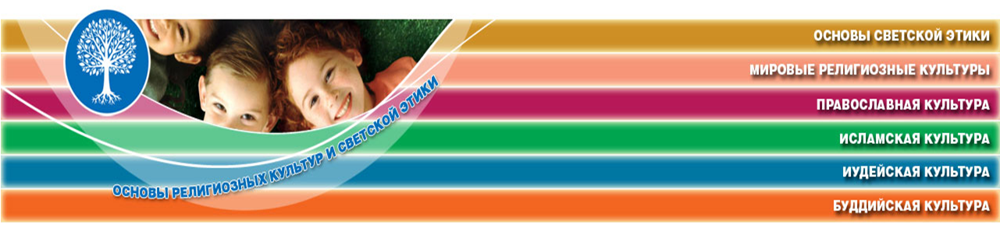 ОСНОВЫ СВЕТСКОЙ ЭТИКИ
МИРОВЫЕ РЕЛИГИОЗНЫЕ КУЛЬТУРЫ
ПРАВОСЛАВНАЯ КУЛЬТУРА
ИСЛАМСКАЯ КУЛЬТУРА
ИУДЕЙСКАЯ КУЛЬТУРА
БУДДИЙСКАЯ КУЛЬТУРА
ОСНОВЫ РЕЛИГИОЗНЫХ КУЛЬТУР И СВЕТСКОЙ ЭТИКИ